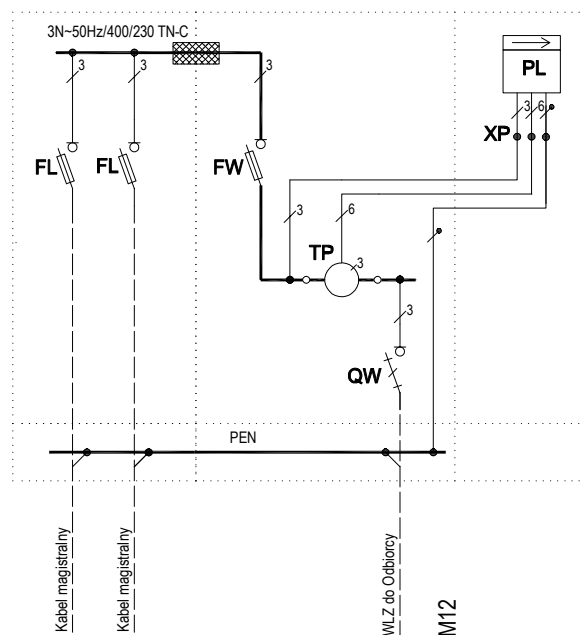 3N~50Hz/400/230 TN-C
3
3
3
PL
3
6
XP
FL
FL
FW
3
6
TP
3
3
QW
PEN
Kabel magistralny
Kabel magistralny
WLZ do Odbiorcy
M12